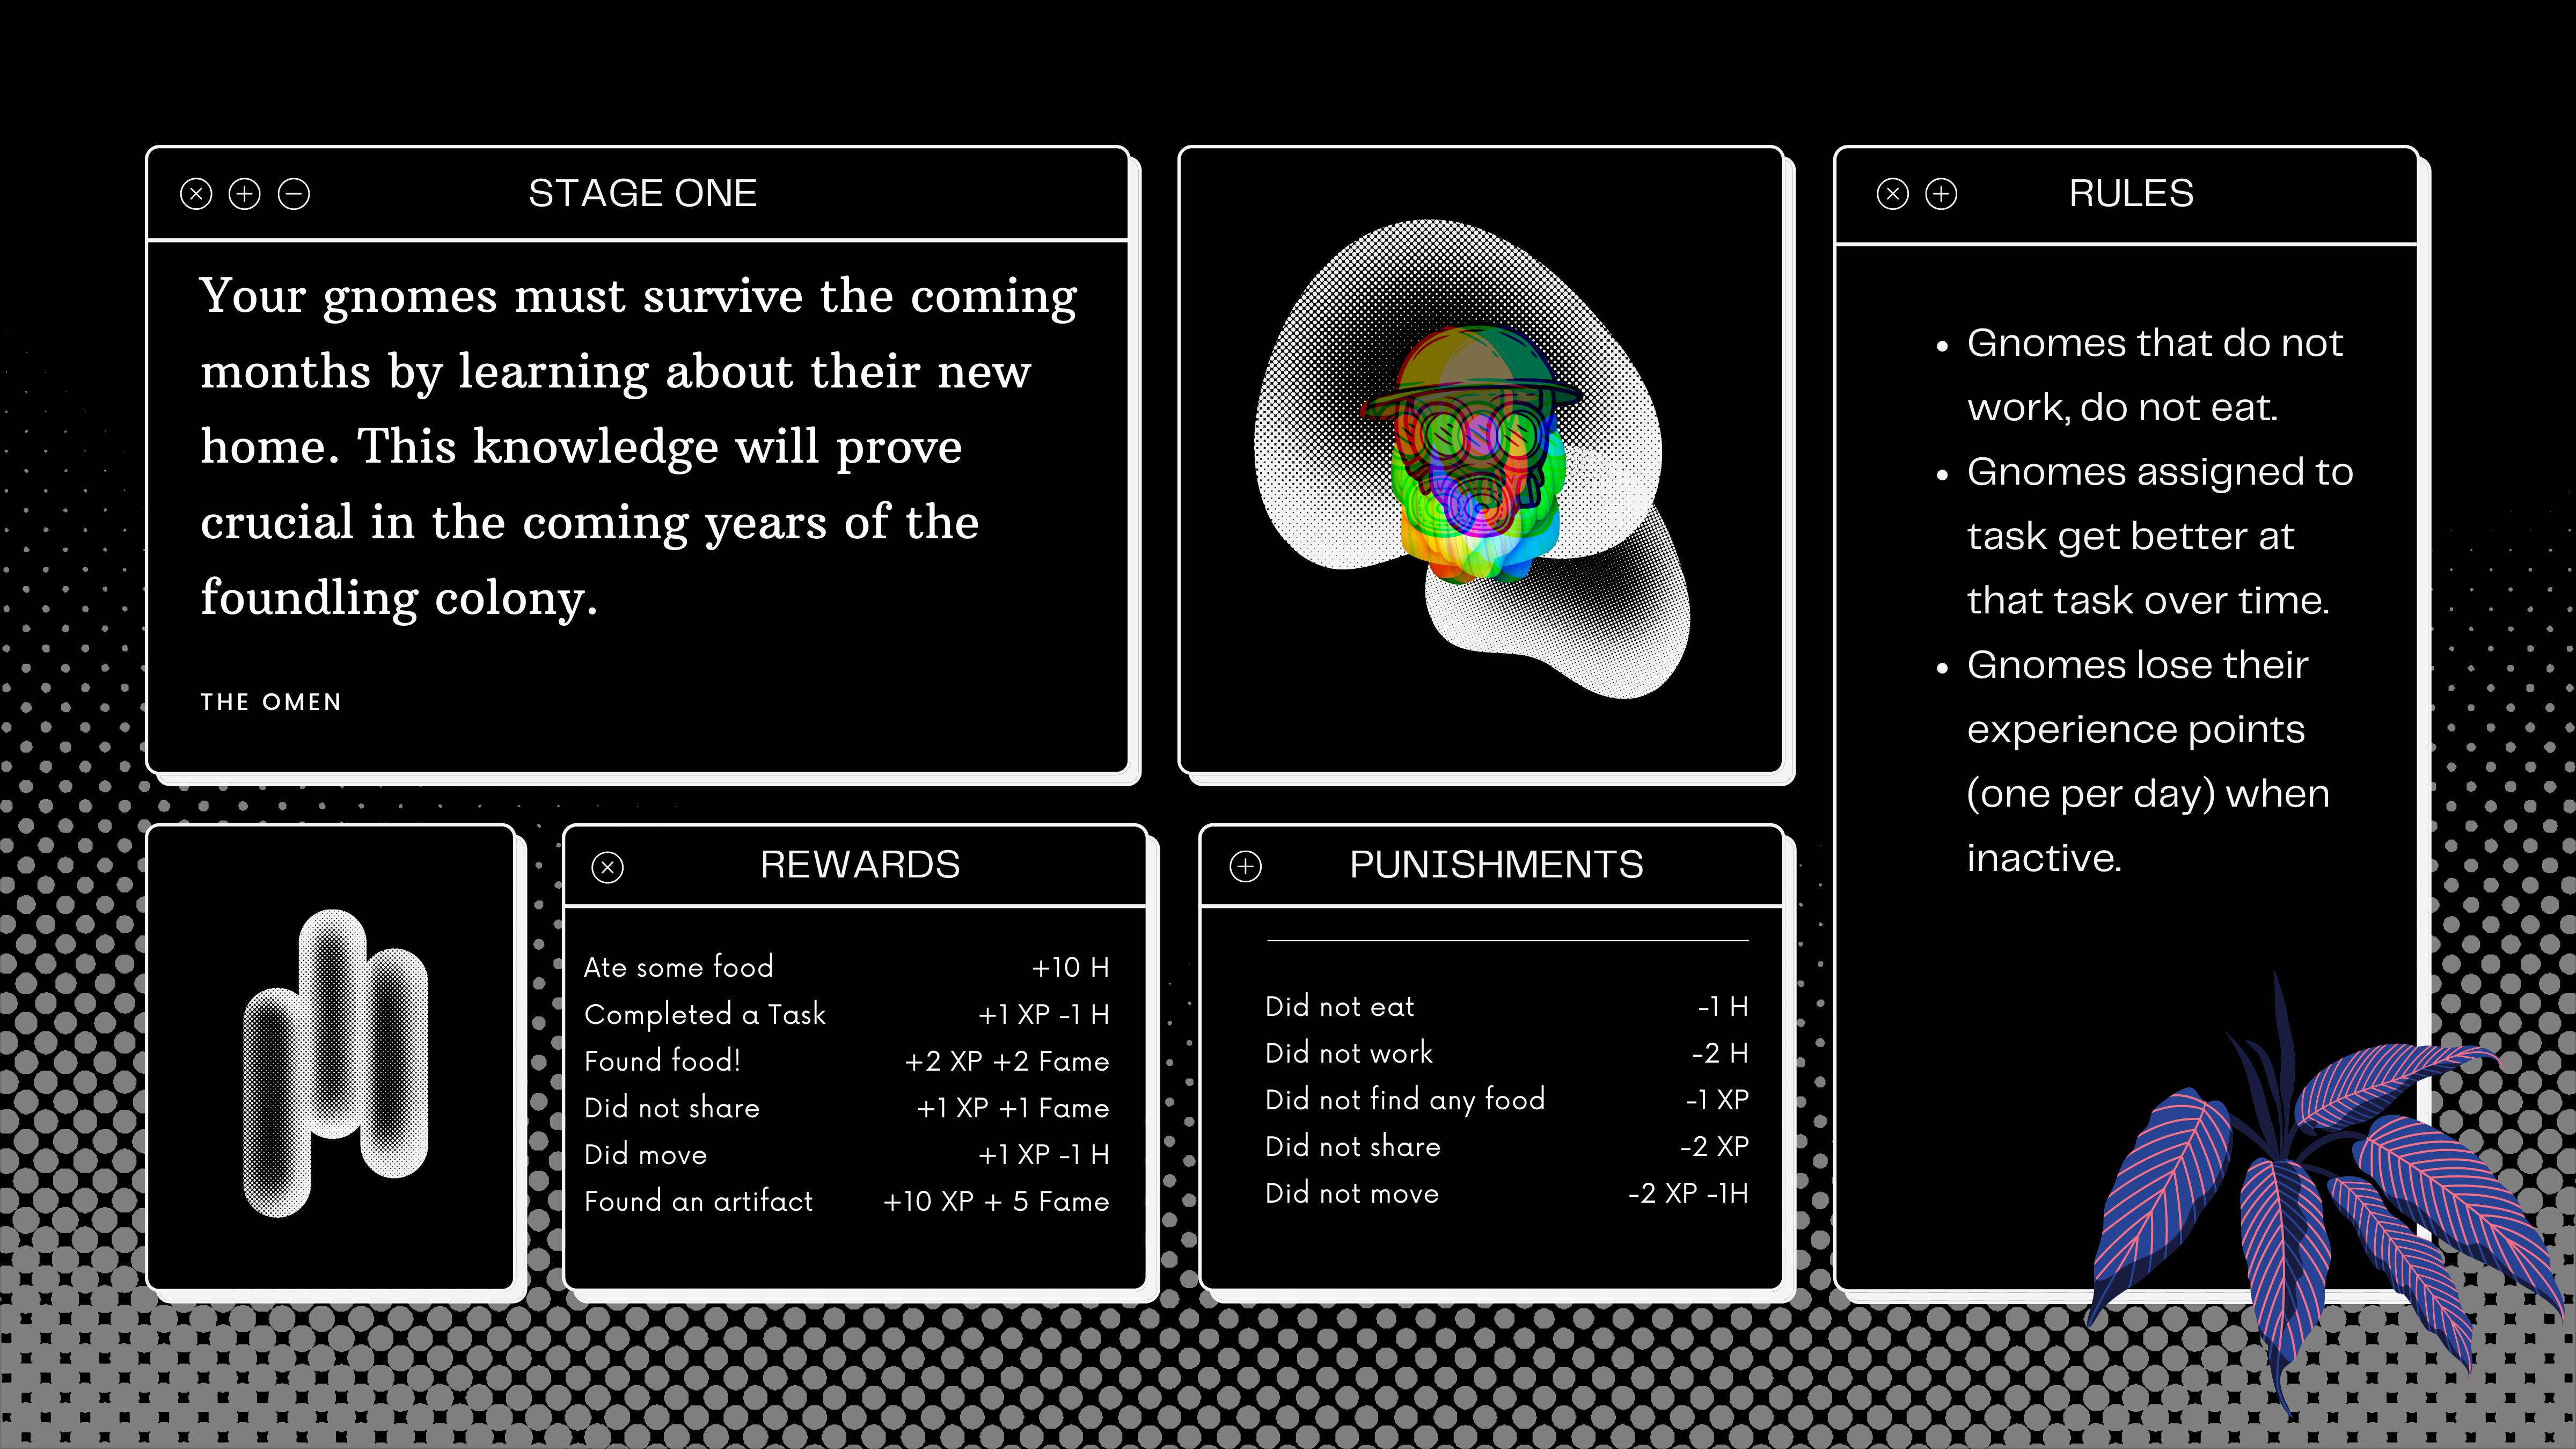 STAGE ONE
Your gnomes must survive the coming
months by learning about their new
home. This knowledge will prove
crucial in the coming years of the
foundling colony.
THE OMEN
RULES
• Gnomes that do not
work, do not eat.
• Gnomes assigned to
task get better at
that task over time.
• Gnomes lose their
experience points
(one per day) when
inactive.
REWARDS
Ate some food +10 H
Completed a Task +1 XP -1 H
Found food! +2 XP +2 Fame
Did not share +1 XP +1 Fame
Did move +1 XP -1 H
Found an artifact +10 XP + 5 Fame
PUNISHMENTS
Did not eat -1 H
Did not work -2 H
Did not find any food -1 XP
Did not share -2 XP
Did not move -2 XP -1H